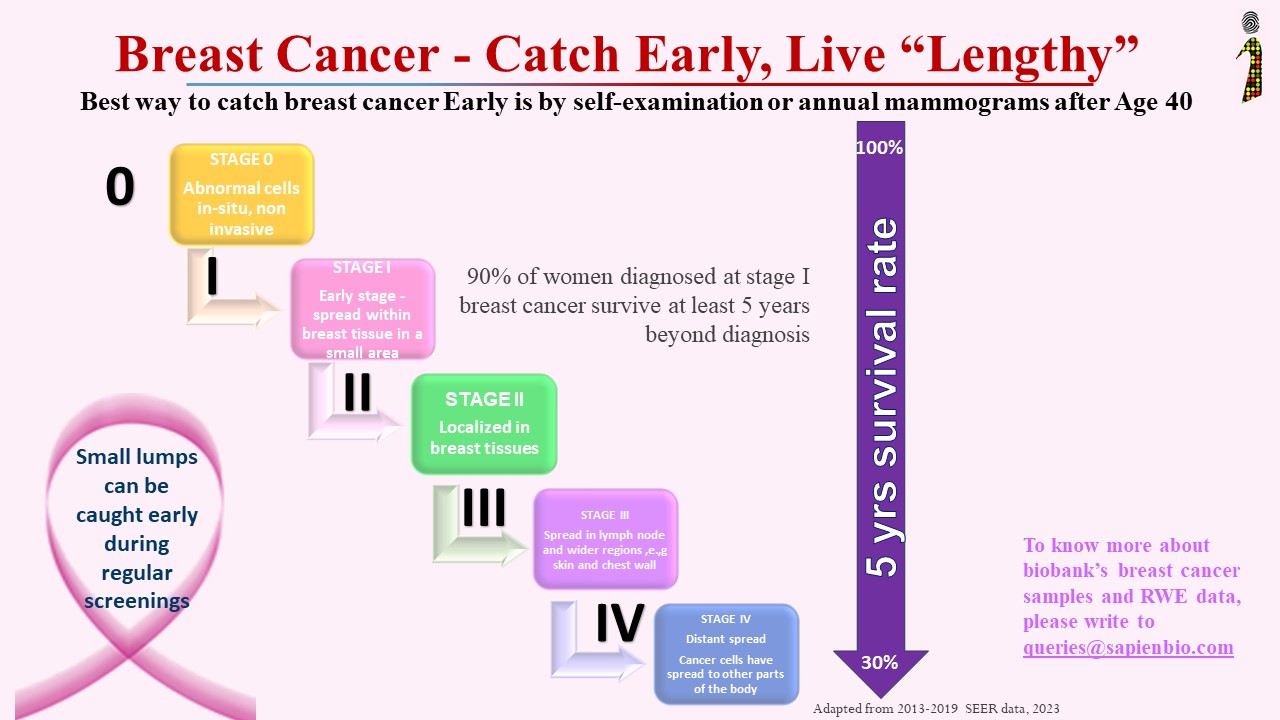 Breast Cancer - Catch Early, Live “Lengthy”
Best way to catch breast cancer Early is by self-examination or annual mammograms after Age 40
0
STAGE 0
Abnormal cells
in-situ, non
invasive
I
STAGE I
Early stage -
spread within
breast tissue in a
small area
90% of women diagnosed at stage I
breast cancer survive at least 5 years
beyond diagnosis
II
STAGE II
Localized in
breast tissues
III
STAGE III
Spread in lymph node
and wider regions ,e.,g
skin and chest wall
IV
STAGE IV
Distant spread
Cancer cells have
spread to other parts
of the body
Small lumps
can be
caught early
during
regular
screenings
100%
5 yrs survival rate
30%
To know more about
biobank’s breast cancer
samples and RWE data,
please write to
queries@sapienbio.com
Adapted from 2013-2019 SEER data, 2023